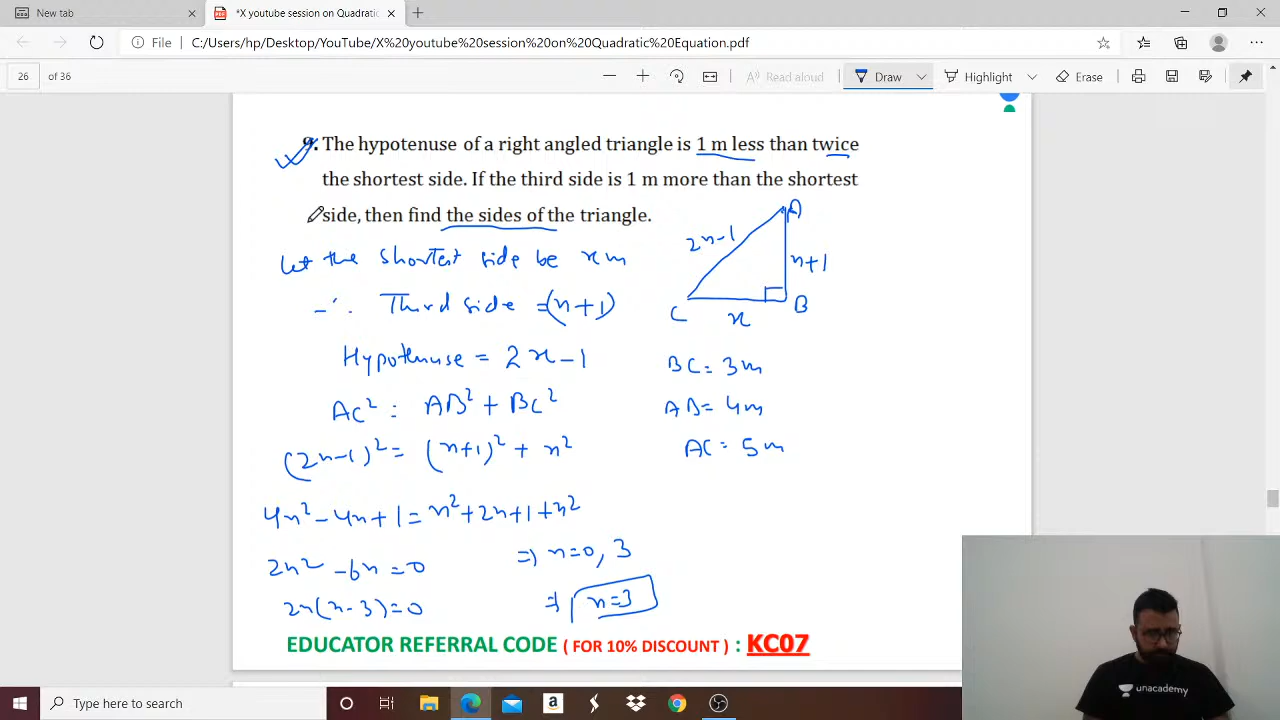 New tab
*X youtube session on Quadratic
File
C:/Users/hp/Desktop/YouTube/X%20youtube%20session%20on%20Quadratic%20Equation.pdf
26 of 36
Read aloud
Draw
Highlight
Erase
9. The hypotenuse of a right angled triangle is 1 m less than twice
the shortest side. If the third side is 1 m more than the shortest
side, then find the sides of the triangle.
Let the shortest side be x m
∴ Third side = (x+1)
Hypothuse = 2x-1
AC² = AB² + BC²
(2x-1)² = (x+1)² + x²
4x² - 4x + 1 = x² + 2x + 1 + x²
2x² - 6x = 0
2x(x-3) = 0
⇒ x=0, 3
⇒ x=3
A
2x-1
x+1
C
B
x
BC = 3m
AB = 4m
AC = 5m
EDUCATOR REFERRAL CODE ( FOR 10% DISCOUNT ) : KC07
unacademy
Type here to search